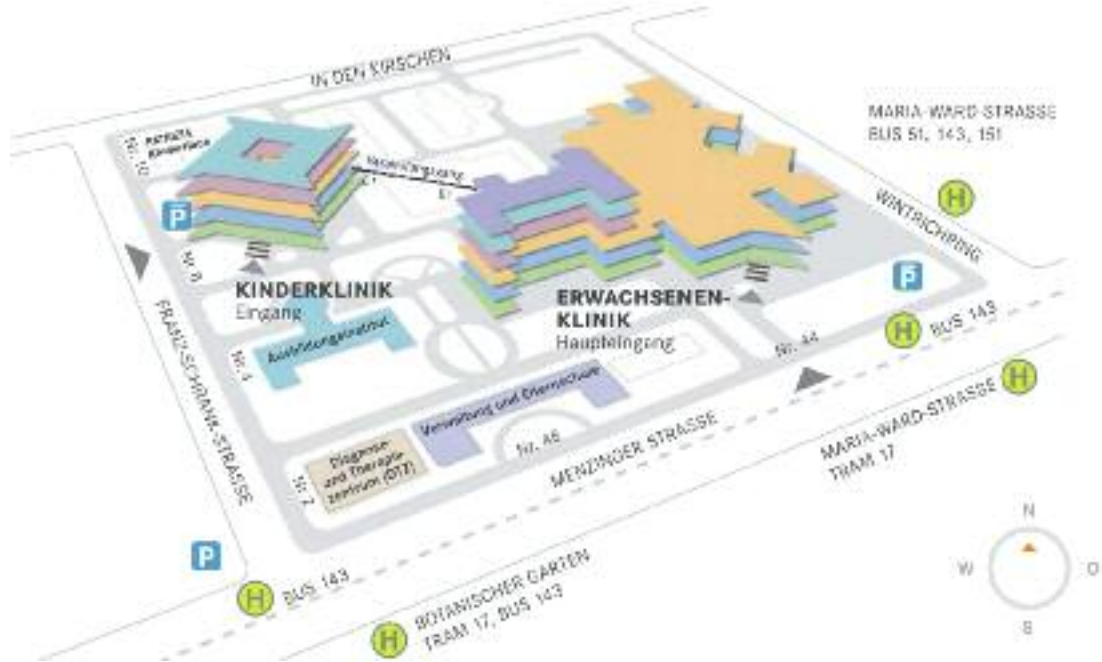 IN DEN KIRSCHEN
MARIA-WARD-STRASSE
BUS 51, 143, 151
Nr. 10
P
H
WINTRICHRING
Nr. 8
KINDERKLINIK
Eingang
ERWACHSENEN-
KLINIK
Haupteingang
P
H
BUS 143
FRANZ-SCHRANK-STRASSE
Ausbildungsinstitut
Nr. 4
Nr. 44
H
Verwaltung und Elternschule
MARIA-WARD-STRASSE
TRAM 17
MENZINGER STRASSE
Nr. 46
Diagnose-
und Therapie-
zentrum (DTZ)
Nr. 2
P
H
BUS 143
H
BOTANISCHER GARTEN
TRAM 17, BUS 143
N
W
O
S